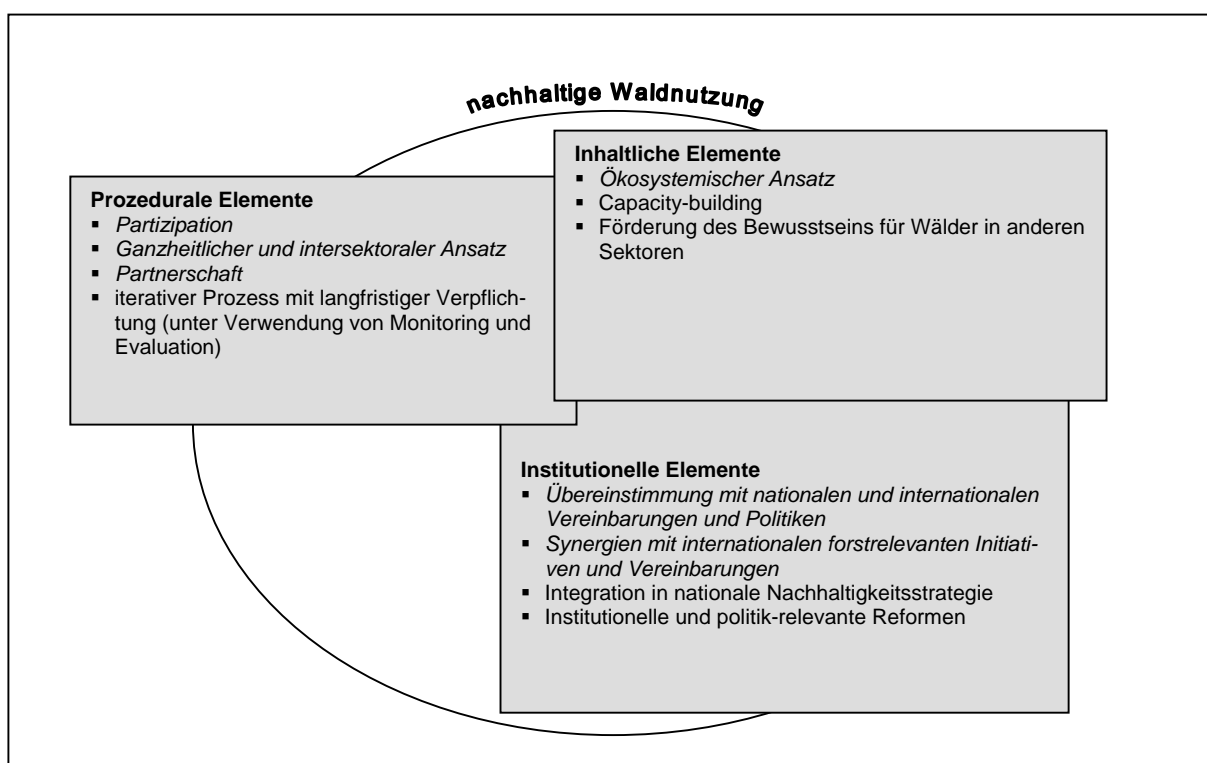 nachhaltige Waldnutzung
Prozedurale Elemente
▪ Partizipation
▪ Ganzheitlicher und intersektoraler Ansatz
▪ Partnerschaft
▪ iterativer Prozess mit langfristiger Verpflich-
tung (unter Verwendung von Monitoring und
Evaluation)
Inhaltliche Elemente
▪ Ökosystemischer Ansatz
▪ Capacity-building
▪ Förderung des Bewusstseins für Wälder in anderen
Sektoren
Institutionelle Elemente
▪ Übereinstimmung mit nationalen und internationalen
Vereinbarungen und Politiken
▪ Synergien mit internationalen forstrelevanten Initiati-
ven und Vereinbarungen
▪ Integration in nationale Nachhaltigkeitsstrategie
▪ Institutionelle und politik-relevante Reformen